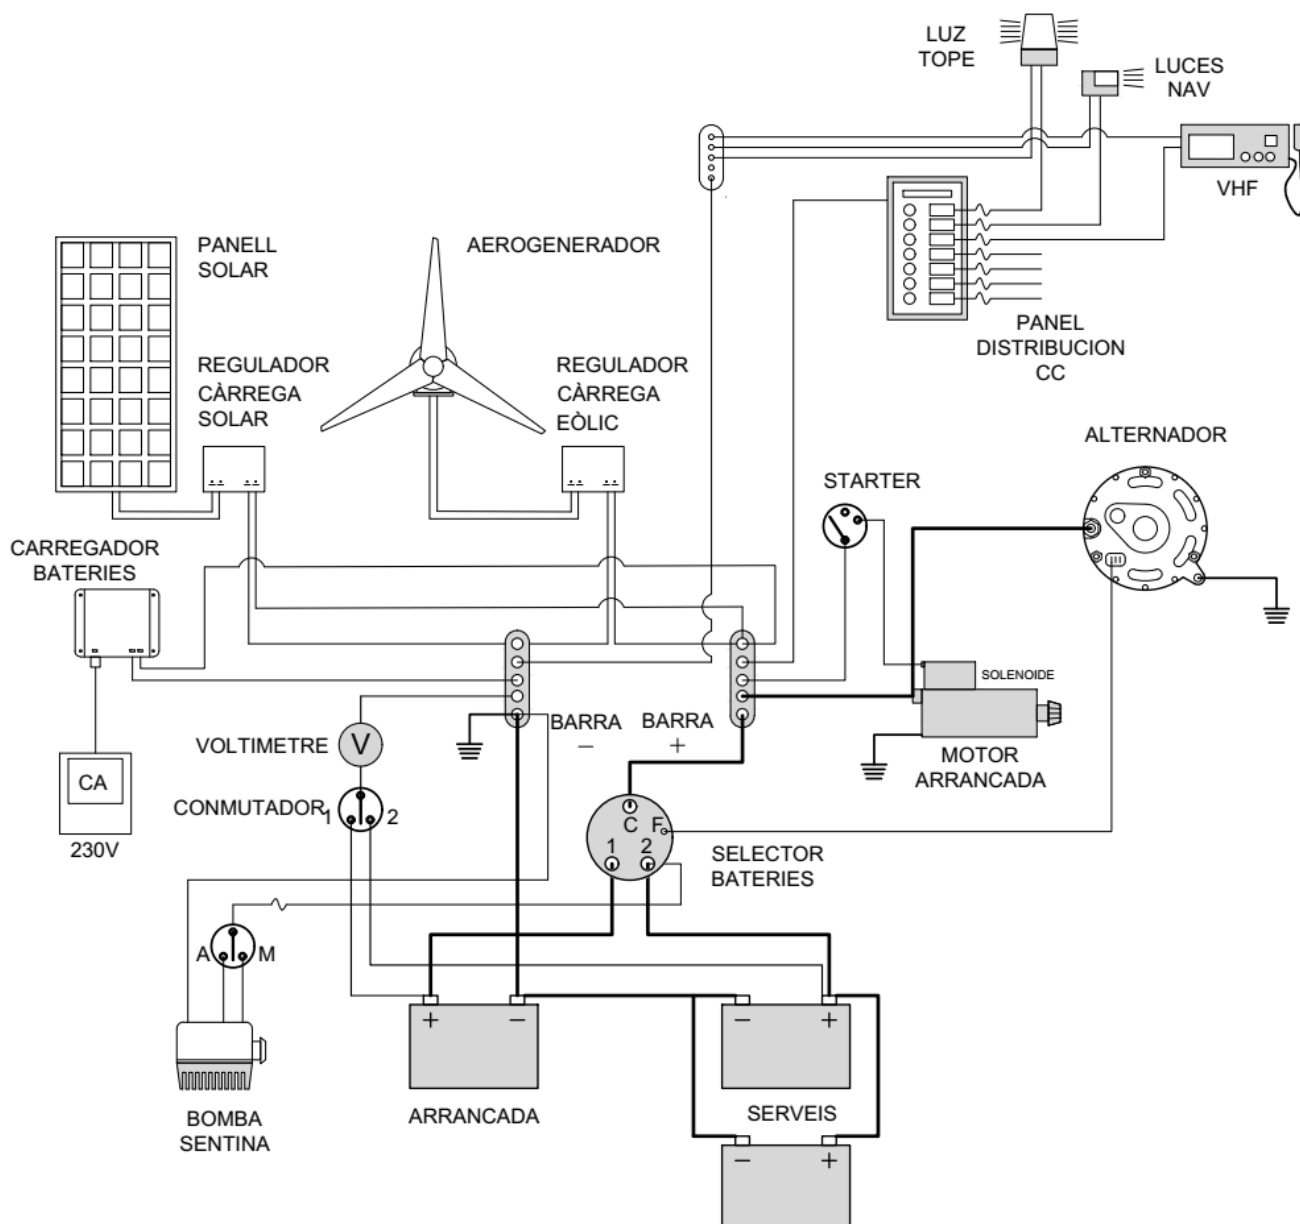 LUZ
TOPE
LUCES
NAV
VHF
PANELL
SOLAR
AEROGENERADOR
PANEL
DISTRIBUCION
CC
REGULADOR
CÀRREGA
SOLAR
REGULADOR
CÀRREGA
EÒLIC
ALTERNADOR
STARTER
CARREGADOR
BATERIES
SOLENOIDE
BARRA
−
BARRA
+
VOLTIMETRE
V
MOTOR
ARRANCADA
CA
230V
CONMUTADOR
1
2
C
F
1
2
SELECTOR
BATERIES
A
M
+
−
−
+
BOMBA
SENTINA
ARRANCADA
SERVEIS
−
+